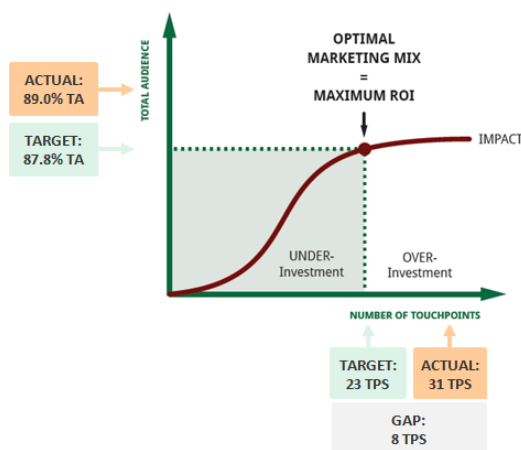 OPTIMAL
MARKETING MIX
=
MAXIMUM ROI
TOTAL AUDIENCE
ACTUAL:
89.0% TA
TARGET:
87.8% TA
IMPACT
UNDER-
Investment
OVER-
Investment
NUMBER OF TOUCHPOINTS
TARGET:
23 TPS
ACTUAL:
31 TPS
GAP:
8 TPS